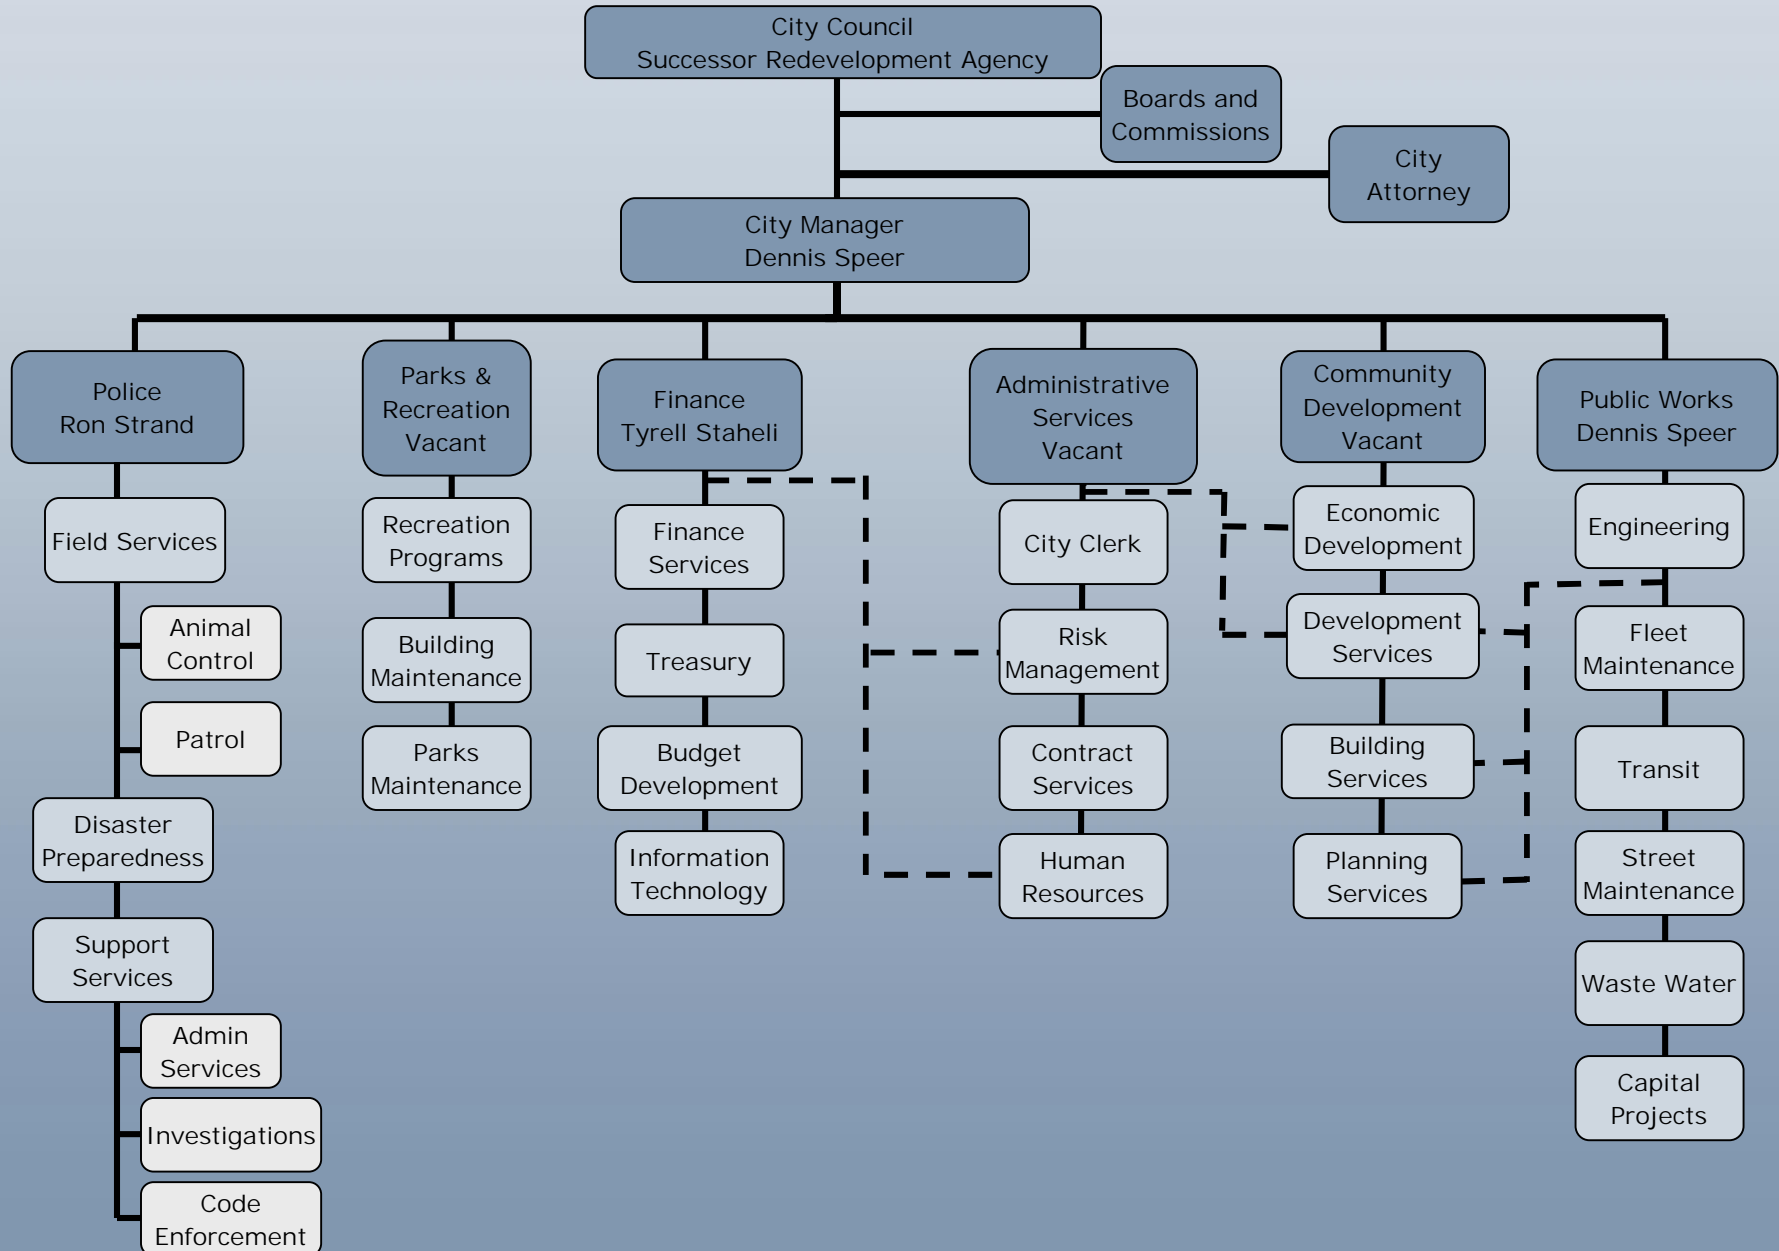 City Council
Successor Redevelopment Agency
Boards and
Commissions
City
Attorney
City Manager
Dennis Speer
Police
Ron Strand
Parks &
Recreation
Vacant
Finance
Tyrell Staheli
Administrative
Services
Vacant
Community
Development
Vacant
Public Works
Dennis Speer
Field Services
Animal
Control
Patrol
Disaster
Preparedness
Support
Services
Admin
Services
Investigations
Code
Enforcement
Recreation
Programs
Building
Maintenance
Parks
Maintenance
Finance
Services
Treasury
Budget
Development
Information
Technology
City Clerk
Risk
Management
Contract
Services
Human
Resources
Economic
Development
Development
Services
Building
Services
Planning
Services
Engineering
Fleet
Maintenance
Transit
Street
Maintenance
Waste Water
Capital
Projects